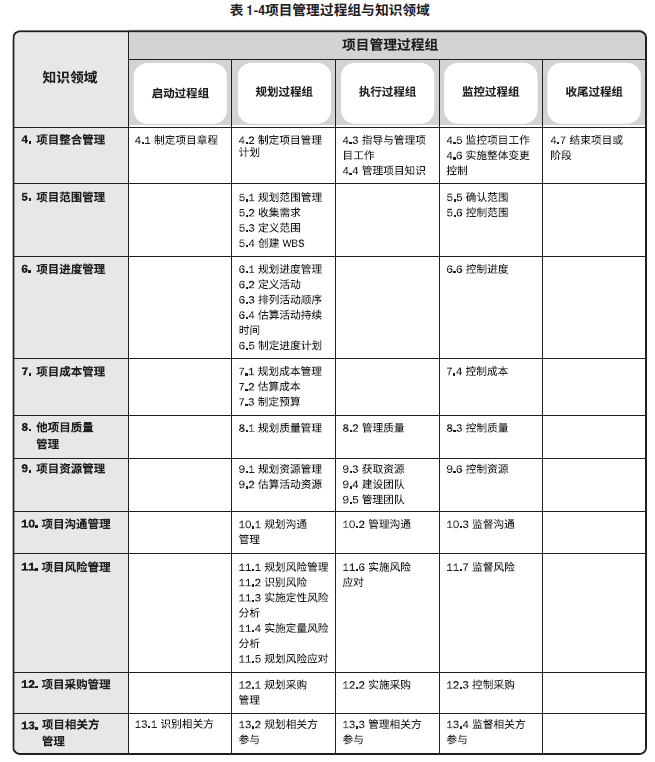 表 1-4项目管理过程组与知识领域
知识领域
项目管理过程组
启动过程组
规划过程组
执行过程组
监控过程组
收尾过程组
4. 项目整合管理
4.1 制定项目章程
4.2 制定项目管理
计划
4.3 指导与管理项
目工作
4.4 管理项目知识
4.5 监控项目工作
4.6 实施整体变更
控制
4.7 结束项目或
阶段
5. 项目范围管理
5.1 规划范围管理
5.2 收集需求
5.3 定义范围
5.4 创建 WBS
5.5 确认范围
5.6 控制范围
6. 项目进度管理
6.1 规划进度管理
6.2 定义活动
6.3 排列活动顺序
6.4 估算活动持续
时间
6.5 制定进度计划
6.6 控制进度
7. 项目成本管理
7.1 规划成本管理
7.2 估算成本
7.3 制定预算
7.4 控制成本
8. 他项目质量
管理
8.1 规划质量管理
8.2 管理质量
8.3 控制质量
9. 项目资源管理
9.1 规划资源管理
9.2 估算活动资源
9.3 获取资源
9.4 建设团队
9.5 管理团队
9.6 控制资源
10. 项目沟通管理
10.1 规划沟通
管理
10.2 管理沟通
10.3 监督沟通
11. 项目风险管理
11.1 规划风险管理
11.2 识别风险
11.3 实施定性风险
分析
11.4 实施定量风险
分析
11.5 规划风险应对
11.6 实施风险
应对
11.7 监督风险
12. 项目采购管理
12.1 规划采购
管理
12.2 实施采购
12.3 控制采购
13. 项目相关方
管理
13.1 识别相关方
13.2 规划相关方
参与
13.3 管理相关方
参与
13.4 监督相关方
参与